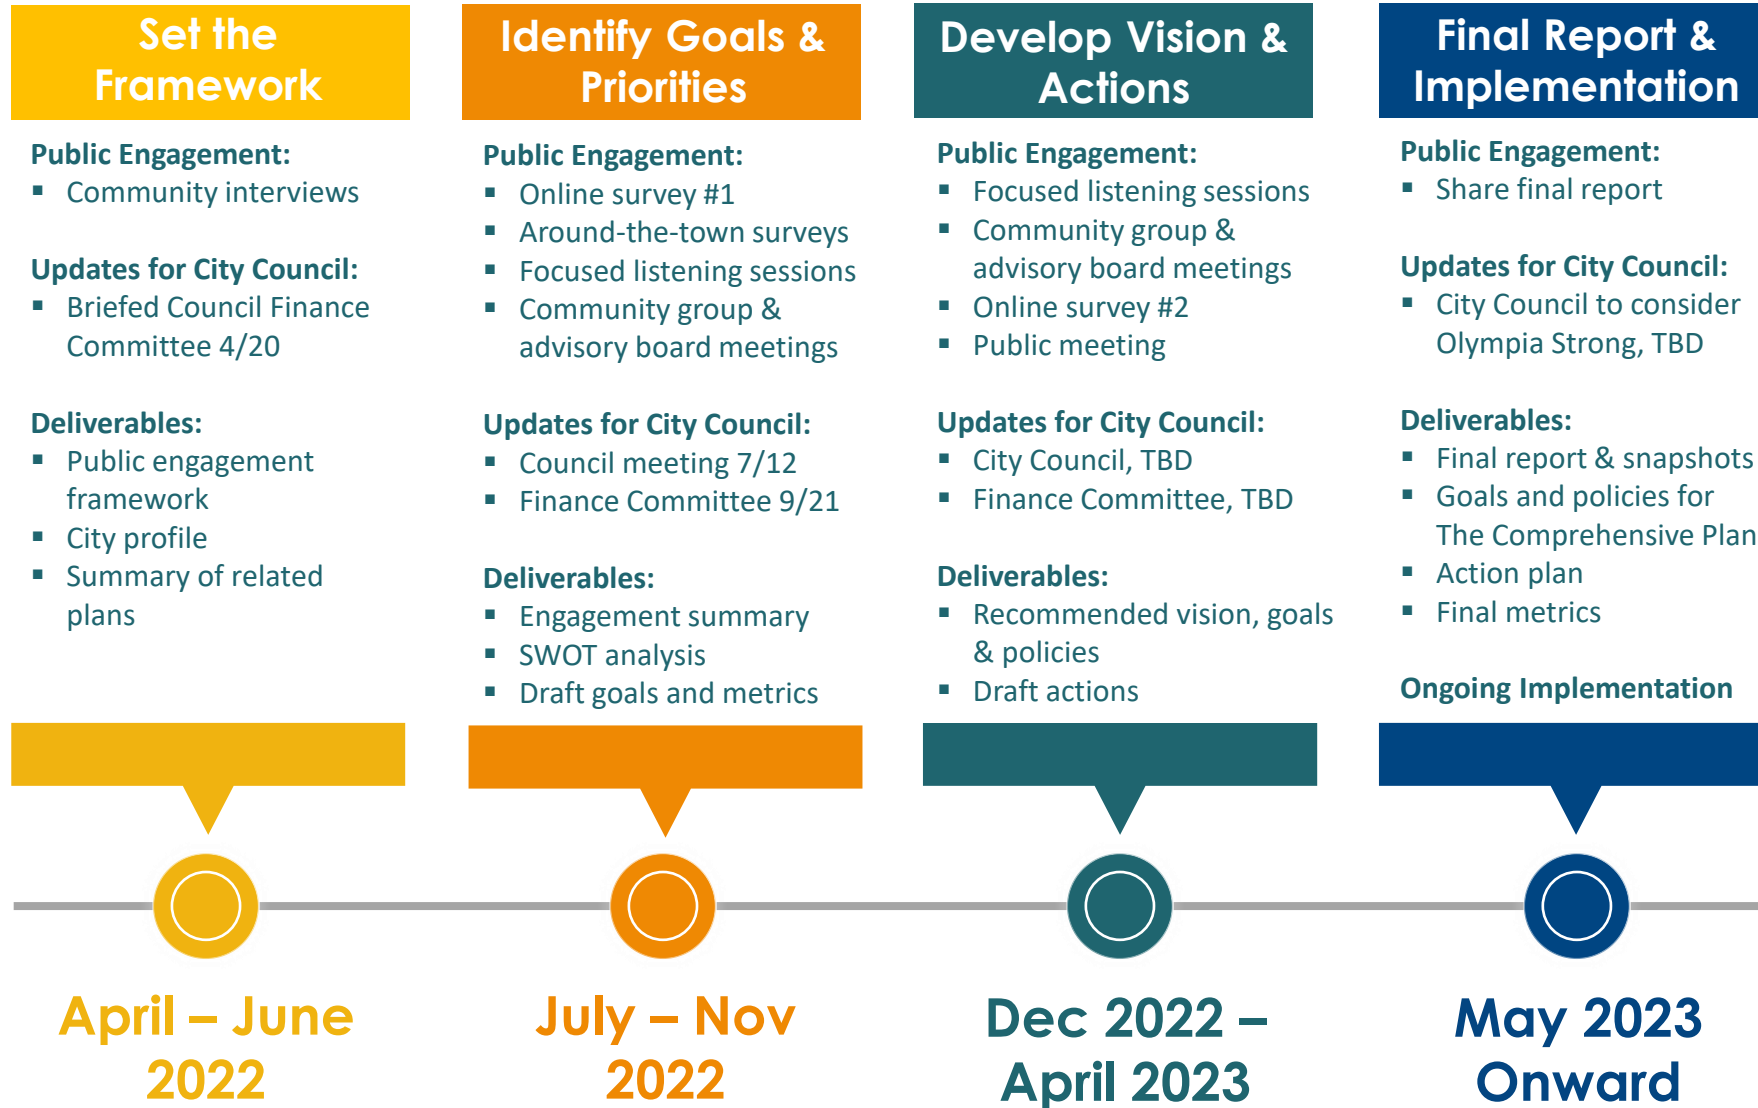 Set the
Framework
Public Engagement:
▪ Community interviews
Updates for City Council:
▪ Briefed Council Finance
Committee 4/20
Deliverables:
▪ Public engagement
framework
▪ City profile
▪ Summary of related
plans
April – June
2022
Identify Goals &
Priorities
Public Engagement:
▪ Online survey #1
▪ Around-the-town surveys
▪ Focused listening sessions
▪ Community group &
advisory board meetings
Updates for City Council:
▪ Council meeting 7/12
▪ Finance Committee 9/21
Deliverables:
▪ Engagement summary
▪ SWOT analysis
▪ Draft goals and metrics
July – Nov
2022
Develop Vision &
Actions
Public Engagement:
▪ Focused listening sessions
▪ Community group &
advisory board meetings
▪ Online survey #2
▪ Public meeting
Updates for City Council:
▪ City Council, TBD
▪ Finance Committee, TBD
Deliverables:
▪ Recommended vision, goals
& policies
▪ Draft actions
Dec 2022 –
April 2023
Final Report &
Implementation
Public Engagement:
▪ Share final report
Updates for City Council:
▪ City Council to consider
Olympia Strong, TBD
Deliverables:
▪ Final report & snapshots
▪ Goals and policies for
The Comprehensive Plan
▪ Action plan
▪ Final metrics
Ongoing Implementation
May 2023
Onward